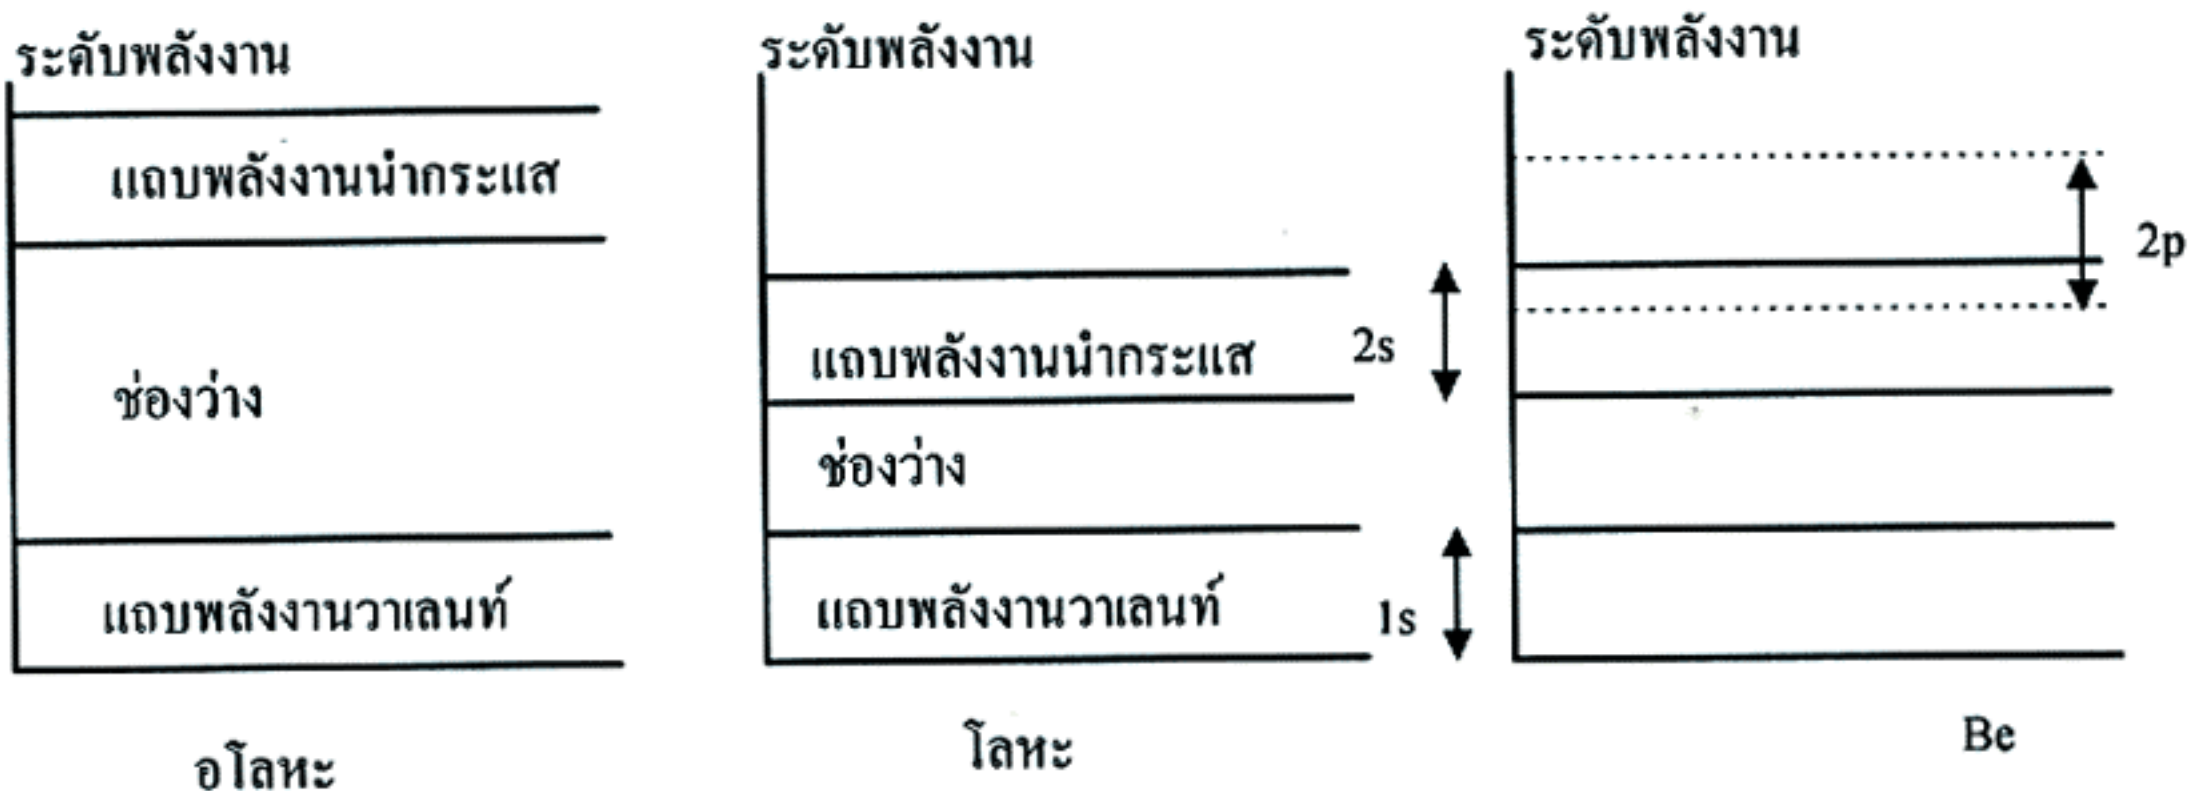 ระดับพลังงาน
แถบพลังงานนำกระแส
ช่องว่าง
แถบพลังงานวาเลนท์
อโลหะ
ระดับพลังงาน
แถบพลังงานนำกระแส
2s
ช่องว่าง
แถบพลังงานวาเลนท์
1s
โลหะ
ระดับพลังงาน
2p
Be